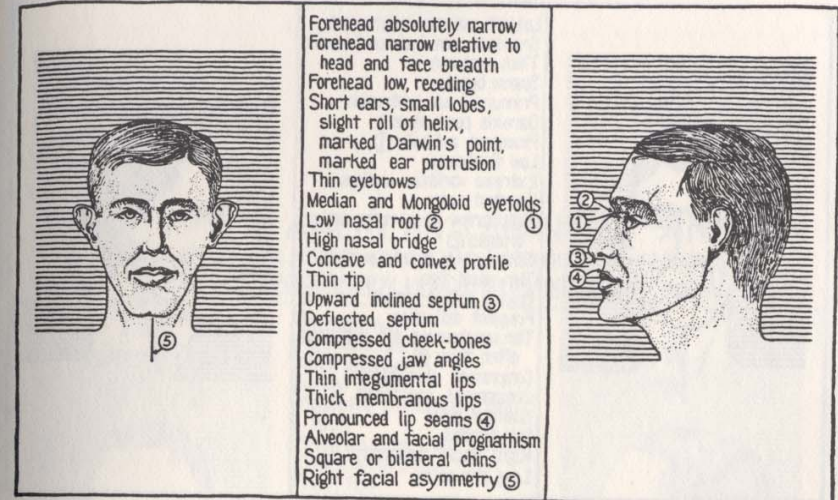 Forehead absolutely narrow
Forehead narrow relative to
head and face breadth
Forehead low, receding
Short ears, small lobes,
slight roll of helix,
marked Darwin's point,
marked ear protrusion
Thin eyebrows
Median and Mongoloid eyefolds
Low nasal root ② ①
High nasal bridge
Concave and convex profile
Thin tip
Upward inclined septum ③
Deflected septum
Compressed cheek-bones
Compressed jaw angles
Thin integumental lips
Thick membranous lips
Pronounced lip seams ④
Alveolar and facial prognathism
Square or bilateral chins
Right facial asymmetry ⑤
⑤
②
①
③
④